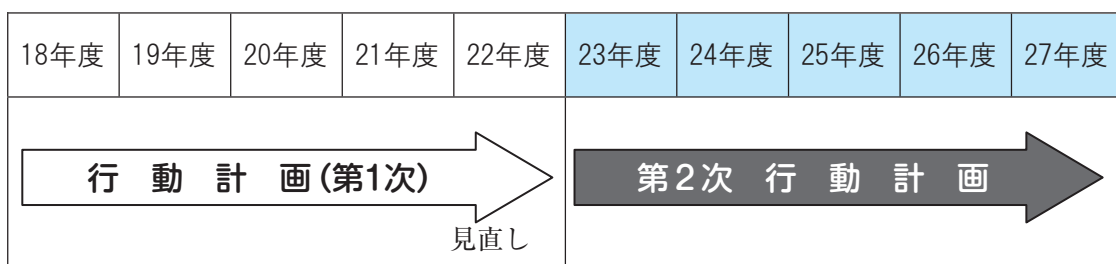 18年度 19年度 20年度 21年度 22年度 23年度 24年度 25年度 26年度 27年度
行動計画(第1次) 第2次行動計画
見直し